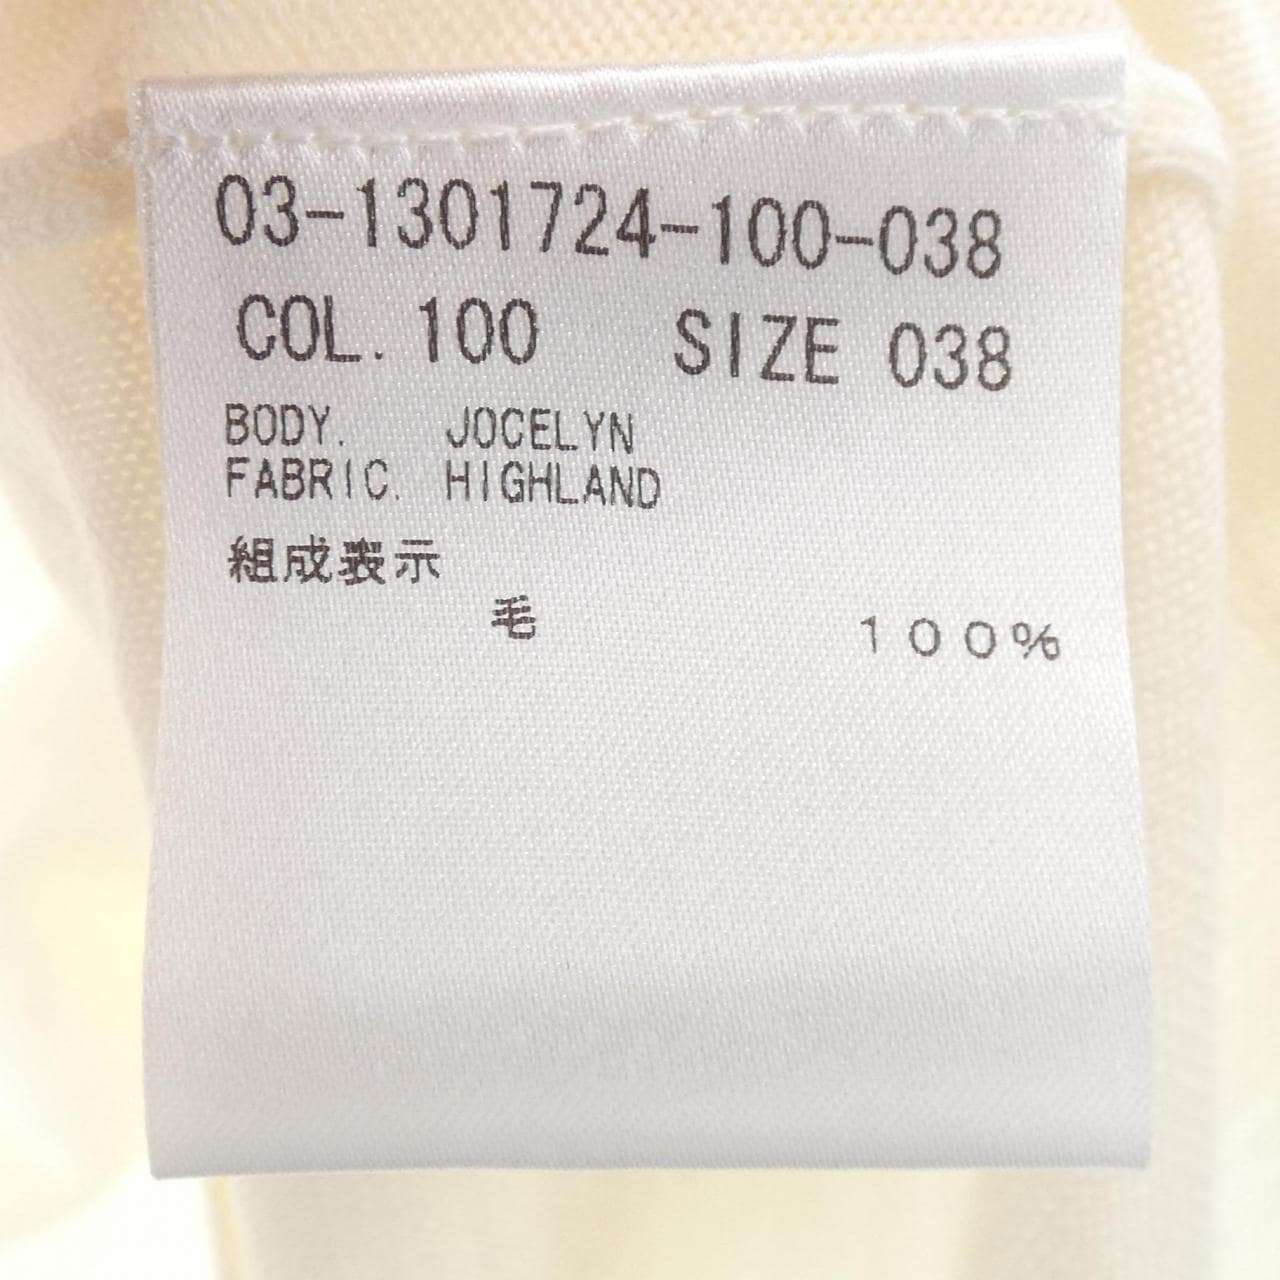 03-1301724-100-038
COL. 100 SIZE 038
BODY. JOCELYN
FABRIC. HIGHLAND
組成表示
毛 100%